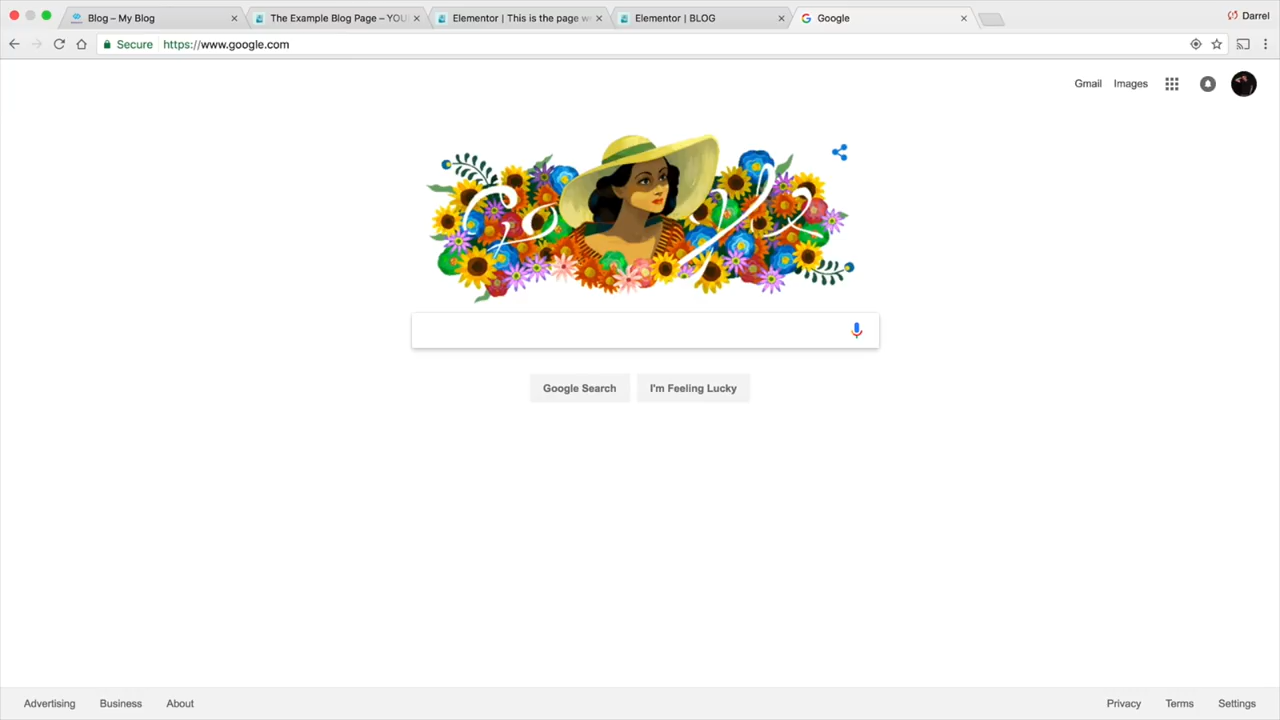 Blog – My Blog
The Example Blog Page – YOU
Elementor | This is the page w
Elementor | BLOG
Google
Darrel
Secure
https://www.google.com
Gmail
Images
Google
Google Search
I'm Feeling Lucky
Advertising
Business
About
Privacy
Terms
Settings